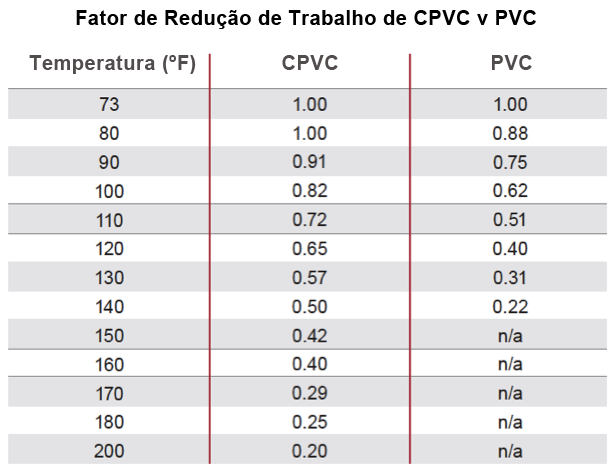 Fator de Redução de Trabalho de CPVC v PVC
Temperatura (ºF) CPVC PVC
73 1.00 1.00
80 1.00 0.88
90 0.91 0.75
100 0.82 0.62
110 0.72 0.51
120 0.65 0.40
130 0.57 0.31
140 0.50 0.22
150 0.42 n/a
160 0.40 n/a
170 0.29 n/a
180 0.25 n/a
200 0.20 n/a